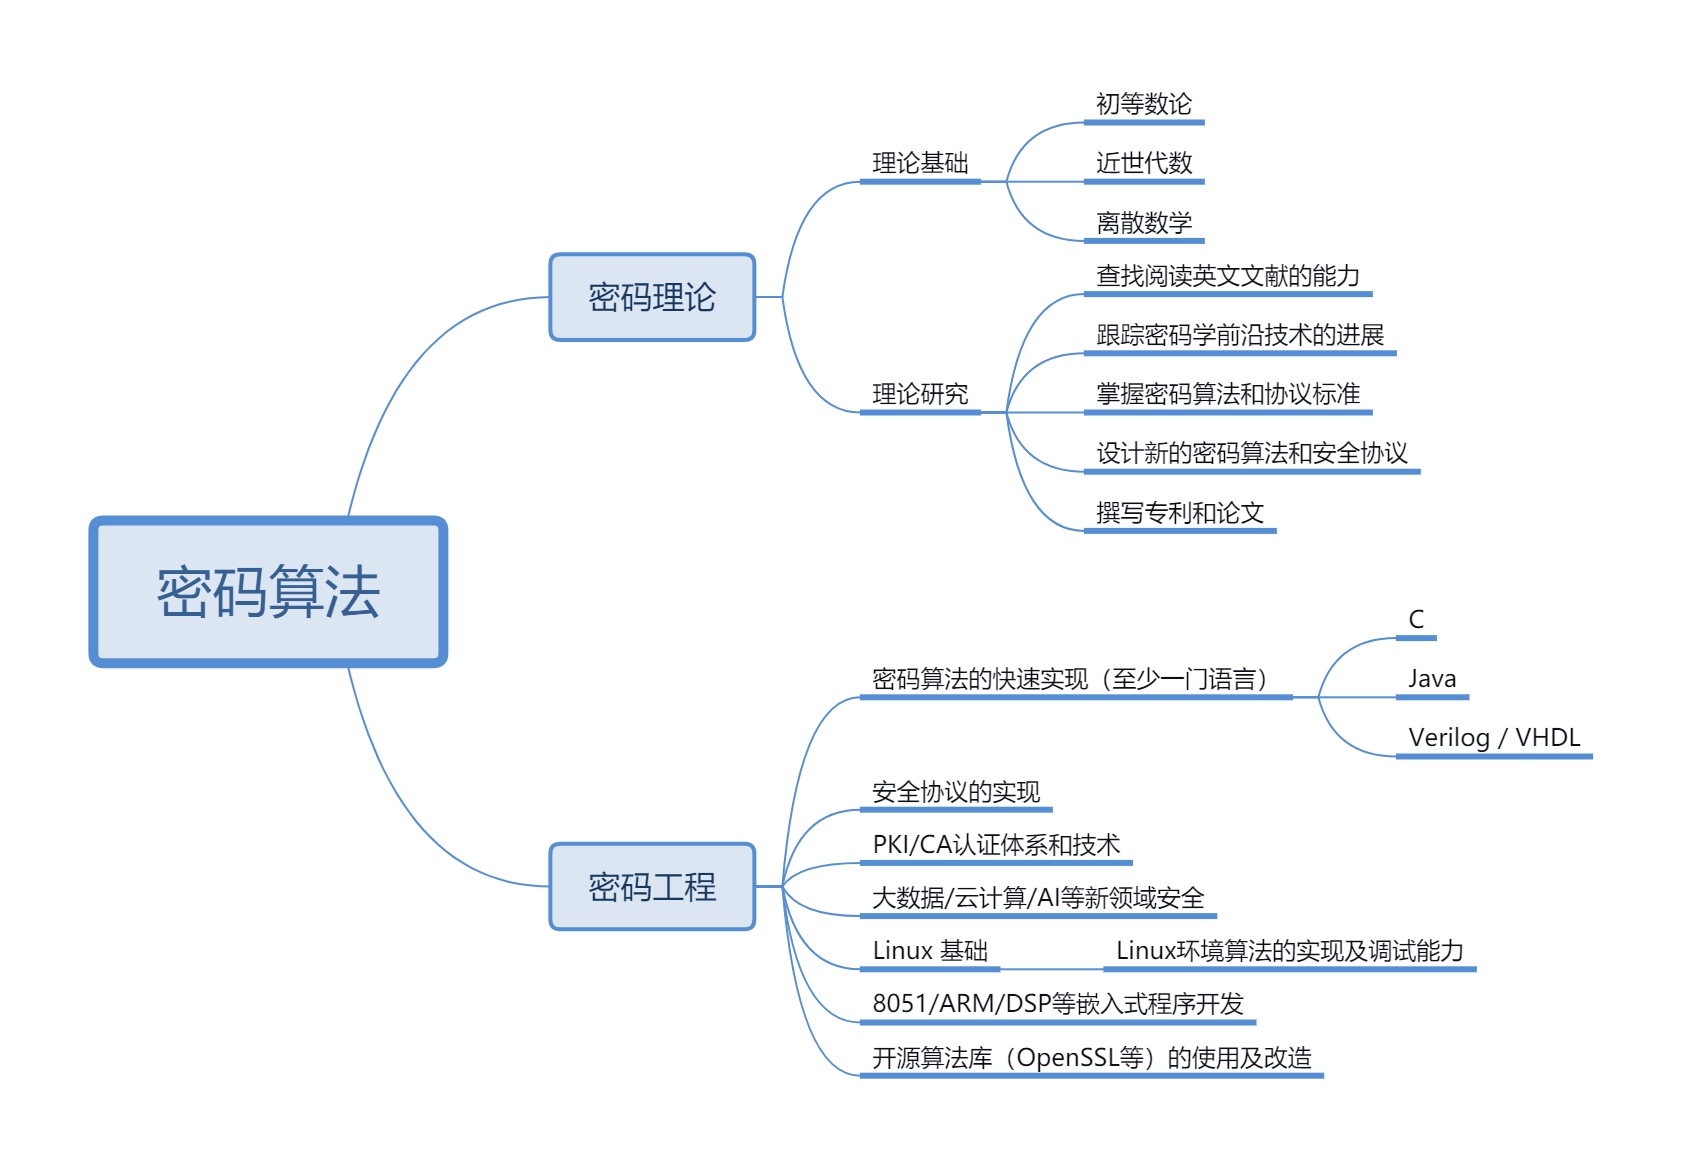 密码算法
密码理论
理论基础
初等数论
近世代数
离散数学
理论研究
查找阅读英文文献的能力
跟踪密码学前沿技术的进展
掌握密码算法和协议标准
设计新的密码算法和安全协议
撰写专利和论文
密码工程
密码算法的快速实现（至少一门语言）
C
Java
Verilog / VHDL
安全协议的实现
PKI/CA认证体系和技术
大数据/云计算/AI等新领域安全
Linux 基础
Linux环境算法的实现及调试能力
8051/ARM/DSP等嵌入式程序开发
开源算法库（OpenSSL等）的使用及改造